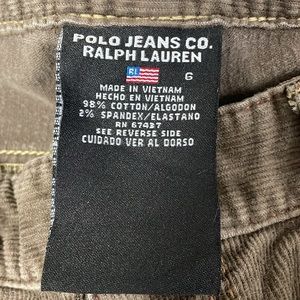 POLO JEANS CO.
RALPH LAUREN
RL 6
MADE IN VIETNAM
HECHO EN VIETNAM
98% COTTON/ALGODON
2% SPANDEX/ELASTANO
RN 67427
SEE REVERSE SIDE
CUIDADO VER AL DORSO